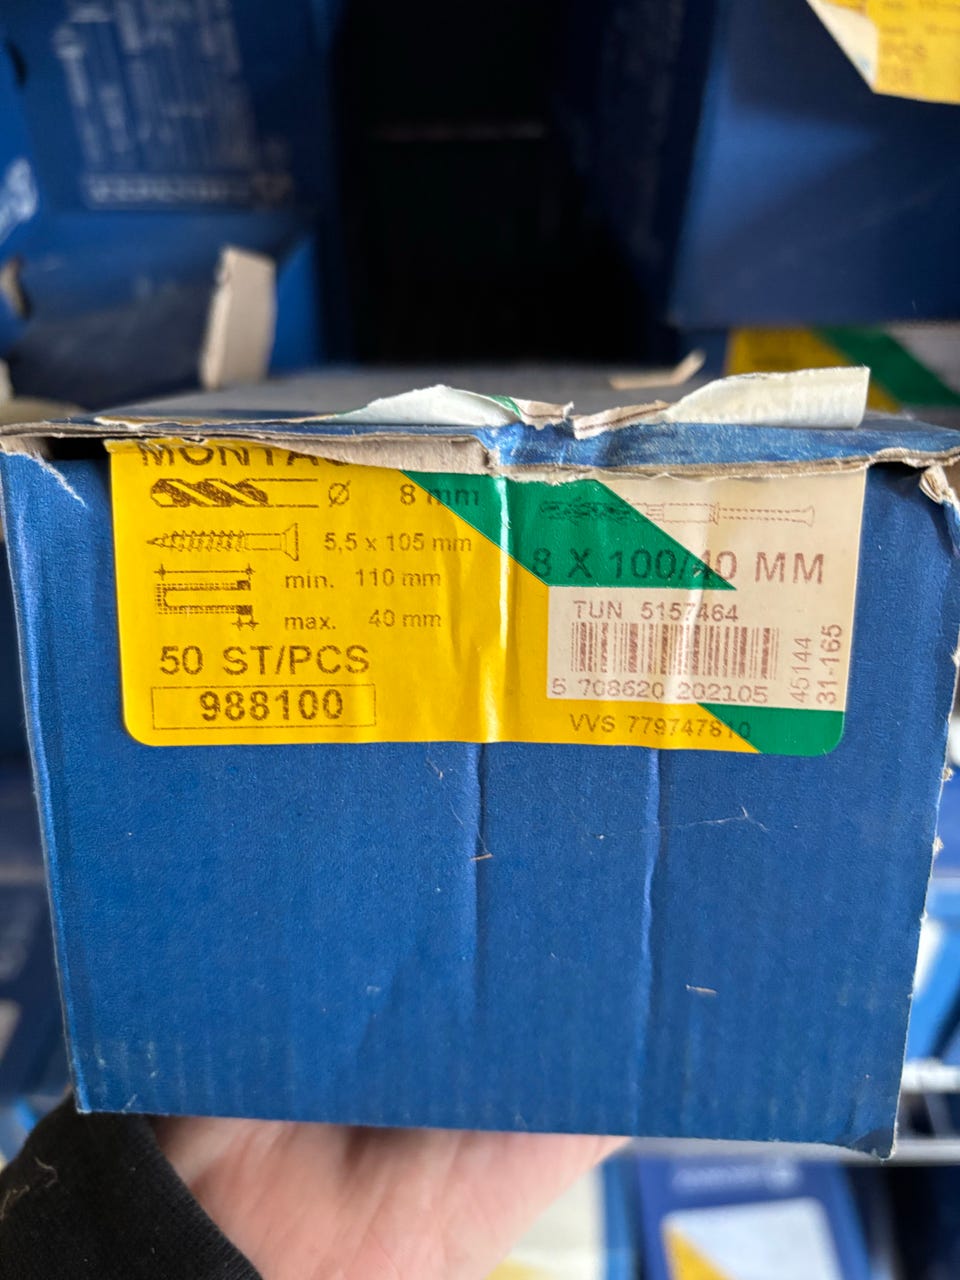 Ø 8 mm
5,5 x 105 mm
min. 110 mm
max. 40 mm
50 ST/PCS
988100
8 X 100/40 MM
TUN 5157464
5 708620 202105
45144
31-165
VVS 779747810
PCS